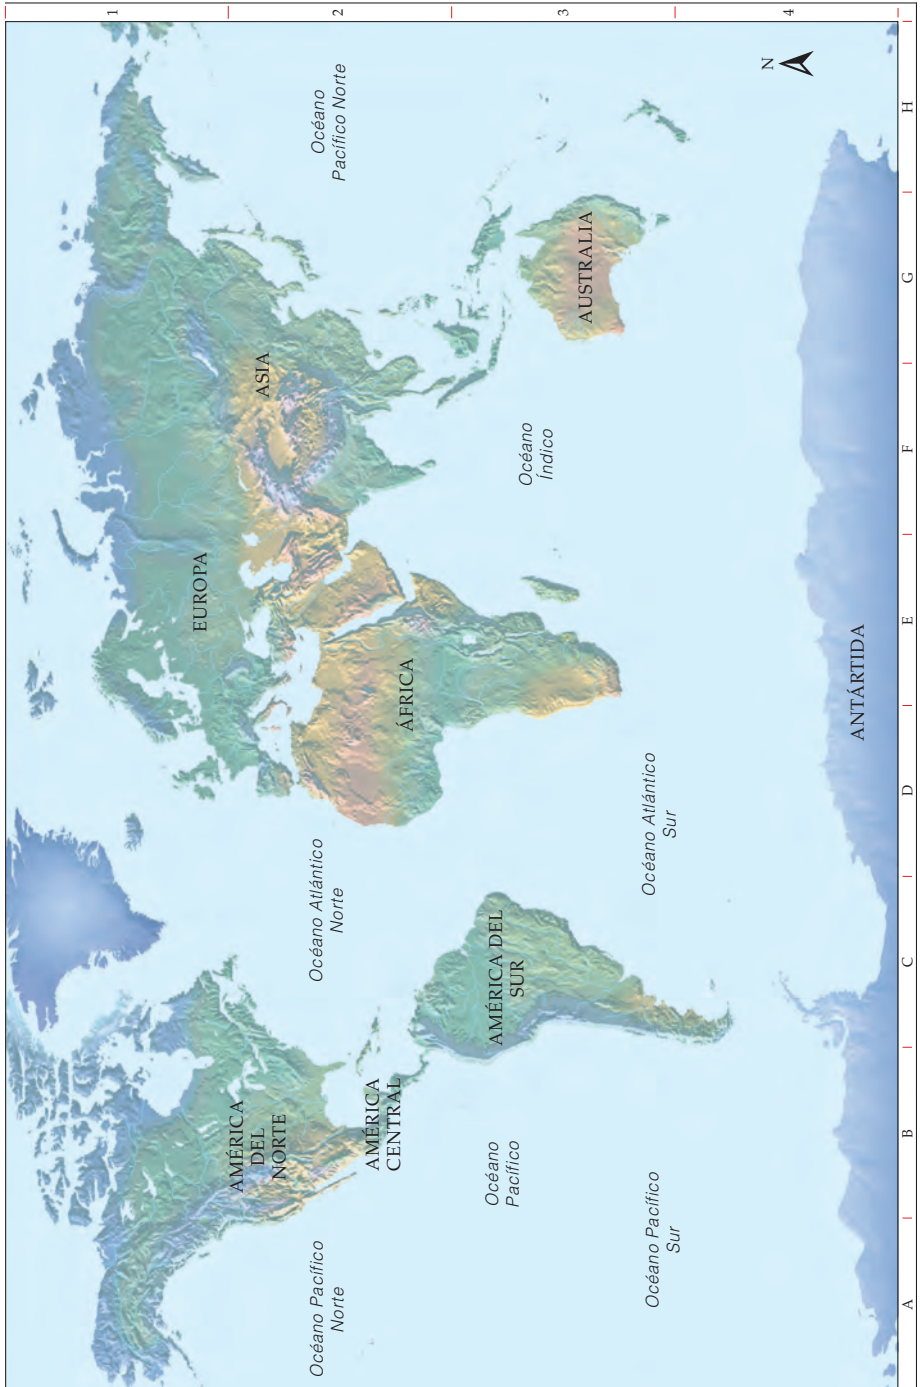 1
2
3
4
A
B
C
D
E
F
G
H
N
AMÉRICA
DEL
NORTE
AMÉRICA
CENTRAL
AMÉRICA DEL
SUR
EUROPA
ASIA
ÁFRICA
AUSTRALIA
ANTÁRTIDA
Océano Pacífico
Norte
Océano Atlántico
Norte
Océano
Pacífico Norte
Océano
Pacífico
Océano
Índico
Océano Pacífico
Sur
Océano Atlántico
Sur